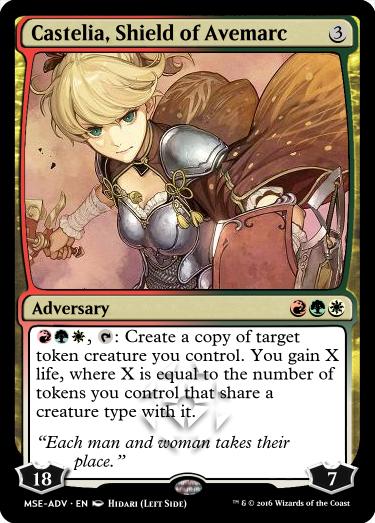 Castelia, Shield of Avemarc 3
Adversary
: Create a copy of target
token creature you control. You gain X
life, where X is equal to the number of
tokens you control that share a
creature type with it.
“Each man and woman takes their
place.”
18 7
MSE-ADV • EN HIDARI (LEFT SIDE) ™ & © 2016 Wizards of the Coast